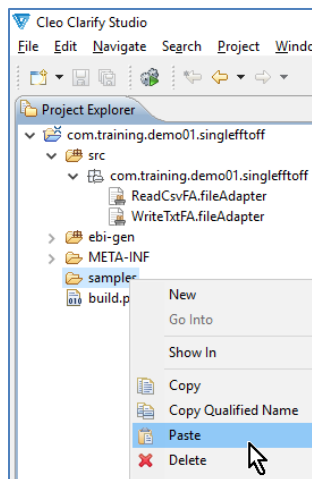 Cleo Clarify Studio
File Edit Navigate Search Project
Project Explorer
com.training.demo01.singlefftoff
src
com.training.demo01.singlefftoff
ReadCsvFA.fileAdapter
WriteTxtFA.fileAdapter
ebi-gen
META-INF
samples
build.p
New
Go Into
Show In
Copy
Copy Qualified Name
Paste
Delete